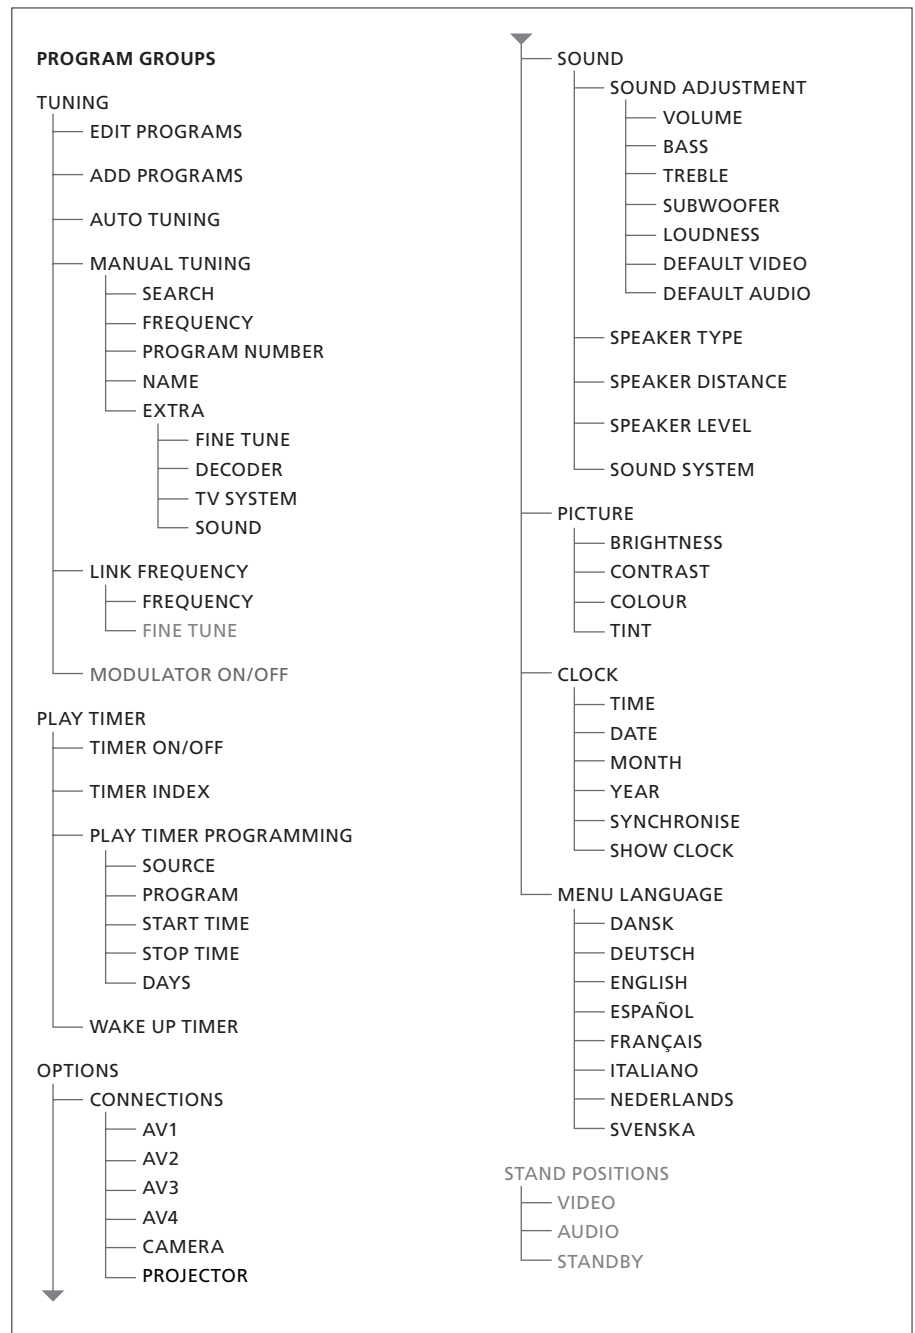 PROGRAM GROUPS
TUNING
EDIT PROGRAMS
ADD PROGRAMS
AUTO TUNING
MANUAL TUNING
SEARCH
FREQUENCY
PROGRAM NUMBER
NAME
EXTRA
FINE TUNE
DECODER
TV SYSTEM
SOUND
LINK FREQUENCY
FREQUENCY
FINE TUNE
MODULATOR ON/OFF
PLAY TIMER
TIMER ON/OFF
TIMER INDEX
PLAY TIMER PROGRAMMING
SOURCE
PROGRAM
START TIME
STOP TIME
DAYS
WAKE UP TIMER
OPTIONS
CONNECTIONS
AV1
AV2
AV3
AV4
CAMERA
PROJECTOR
SOUND
SOUND ADJUSTMENT
VOLUME
BASS
TREBLE
SUBWOOFER
LOUDNESS
DEFAULT VIDEO
DEFAULT AUDIO
SPEAKER TYPE
SPEAKER DISTANCE
SPEAKER LEVEL
SOUND SYSTEM
PICTURE
BRIGHTNESS
CONTRAST
COLOUR
TINT
CLOCK
TIME
DATE
MONTH
YEAR
SYNCHRONISE
SHOW CLOCK
MENU LANGUAGE
DANSK
DEUTSCH
ENGLISH
ESPAÑOL
FRANÇAIS
ITALIANO
NEDERLANDS
SVENSKA
STAND POSITIONS
VIDEO
AUDIO
STANDBY